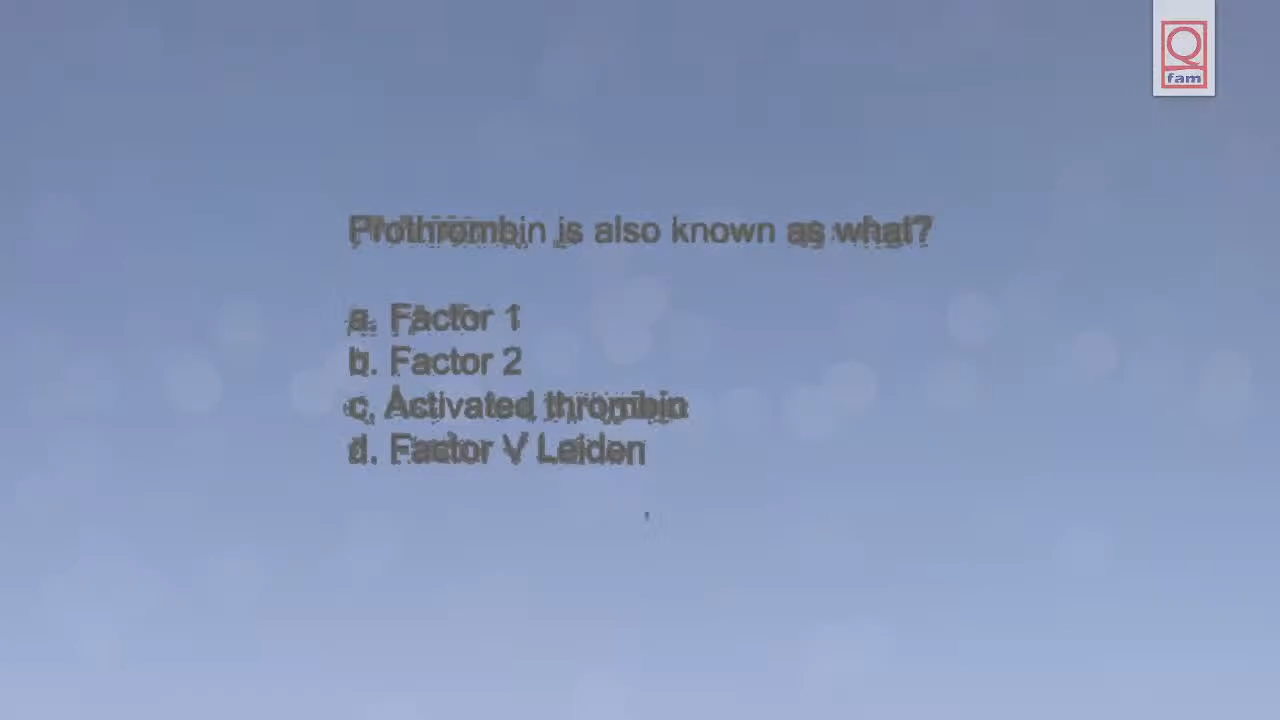 Q
fam
Prothrombin is also known as what?
a. Factor 1
b. Factor 2
c. Activated thrombin
d. Factor V Leiden